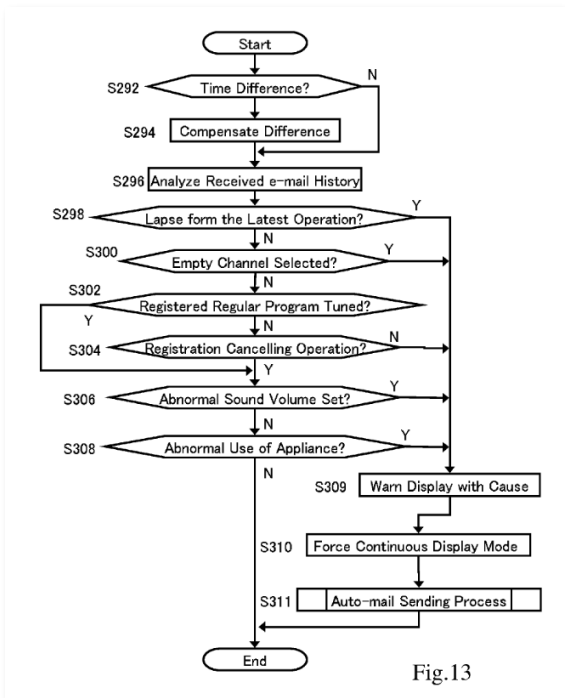 Start
N
S292 Time Difference?
S294 Compensate Difference
S296 Analyze Received e-mail History
S298 Lapse form the Latest Operation? Y
N
S300 Empty Channel Selected? Y
N
S302 Registered Regular Program Tuned?
Y N
S304 Registration Cancelling Operation? N
Y
S306 Abnormal Sound Volume Set? Y
N
S308 Abnormal Use of Appliance? Y
N
S309 Warn Display with Cause
S310 Force Continuous Display Mode
S311 Auto-mail Sending Process
End
Fig.13